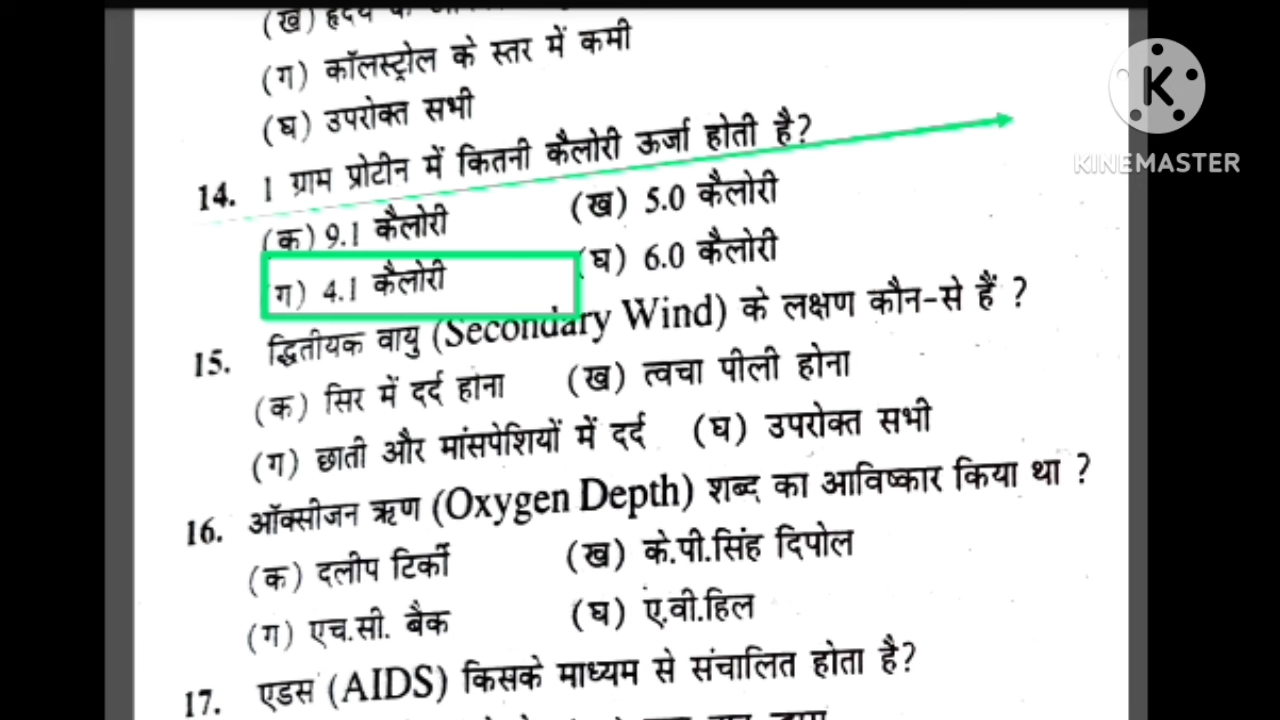 (ख) हृदय के
(ग) कॉलस्ट्रोल के स्तर में कमी
(घ) उपरोक्त सभी
14. 1 ग्राम प्रोटीन में कितनी कैलोरी ऊर्जा होती है?
(क) 9.1 कैलोरी (ख) 5.0 कैलोरी
ग) 4.1 कैलोरी (घ) 6.0 कैलोरी
15. द्धितीयक वायु (Secondary Wind) के लक्षण कौन-से हैं ?
(क) सिर में दर्द होना (ख) त्वचा पीली होना
(ग) छाती और मांसपेशियों में दर्द (घ) उपरोक्त सभी
16. ऑक्सीजन ऋण (Oxygen Depth) शब्द का आविष्कार किया था ?
(क) दलीप टिर्की (ख) के.पी.सिंह दिपोल
(ग) एच.सी. बैक (घ) ए.वी.हिल
17. एडस (AIDS) किसके माध्यम से संचालित होता है?
K
KINEMASTER